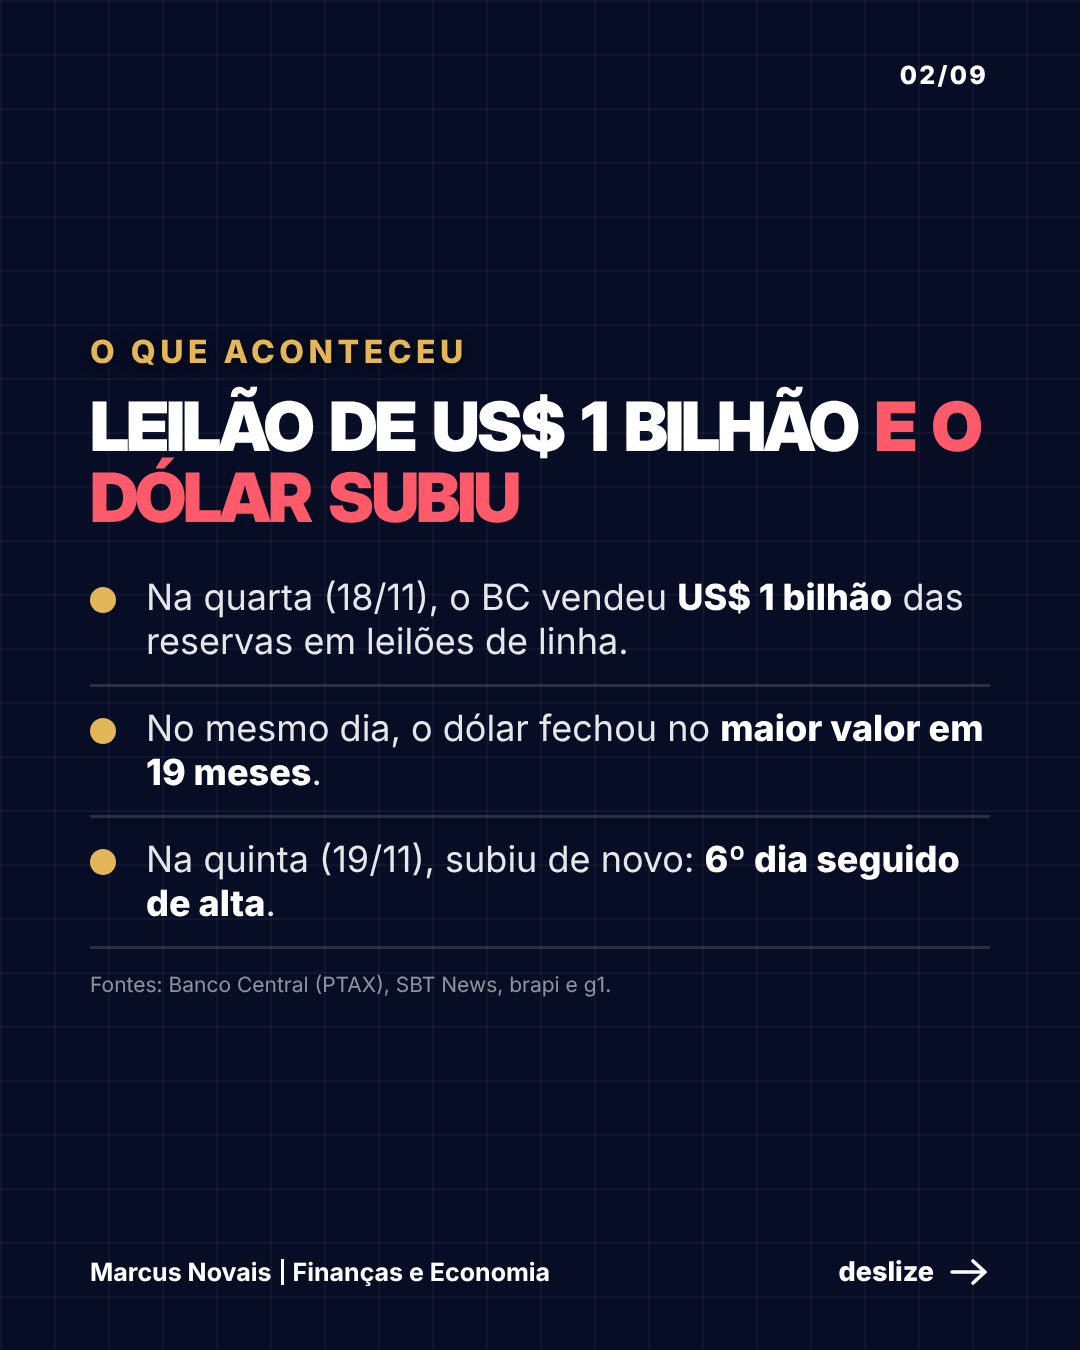 02/09
O QUE ACONTECEU
LEILÃO DE US$ 1 BILHÃO E O
DÓLAR SUBIU
Na quarta (18/11), o BC vendeu US$ 1 bilhão das
reservas em leilões de linha.
No mesmo dia, o dólar fechou no maior valor em
19 meses.
Na quinta (19/11), subiu de novo: 6º dia seguido
de alta.
Fontes: Banco Central (PTAX), SBT News, brapi e g1.
Marcus Novais | Finanças e Economia
deslize →